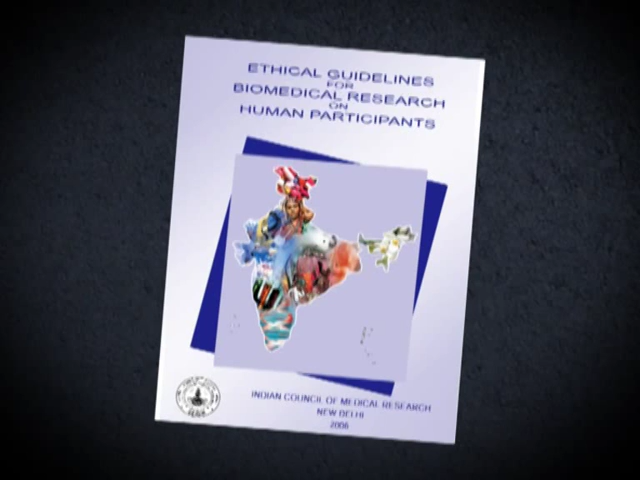 ETHICAL GUIDELINES
FOR
BIOMEDICAL RESEARCH
ON
HUMAN PARTICIPANTS
INDIAN COUNCIL OF MEDICAL RESEARCH
NEW DELHI
2006